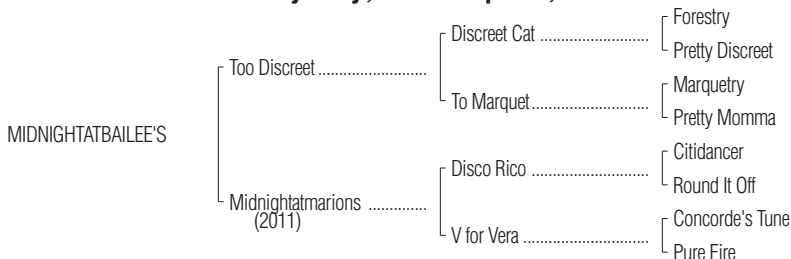 Forestry
Discreet Cat
Pretty Discreet
Too Discreet
Marquetry
To Marquet
Pretty Momma
MIDNIGHTATBAILEE'S
Citidancer
Disco Rico
Round It Off
Midnightatmarions
(2011)
Concorde's Tune
V for Vera
Pure Fire